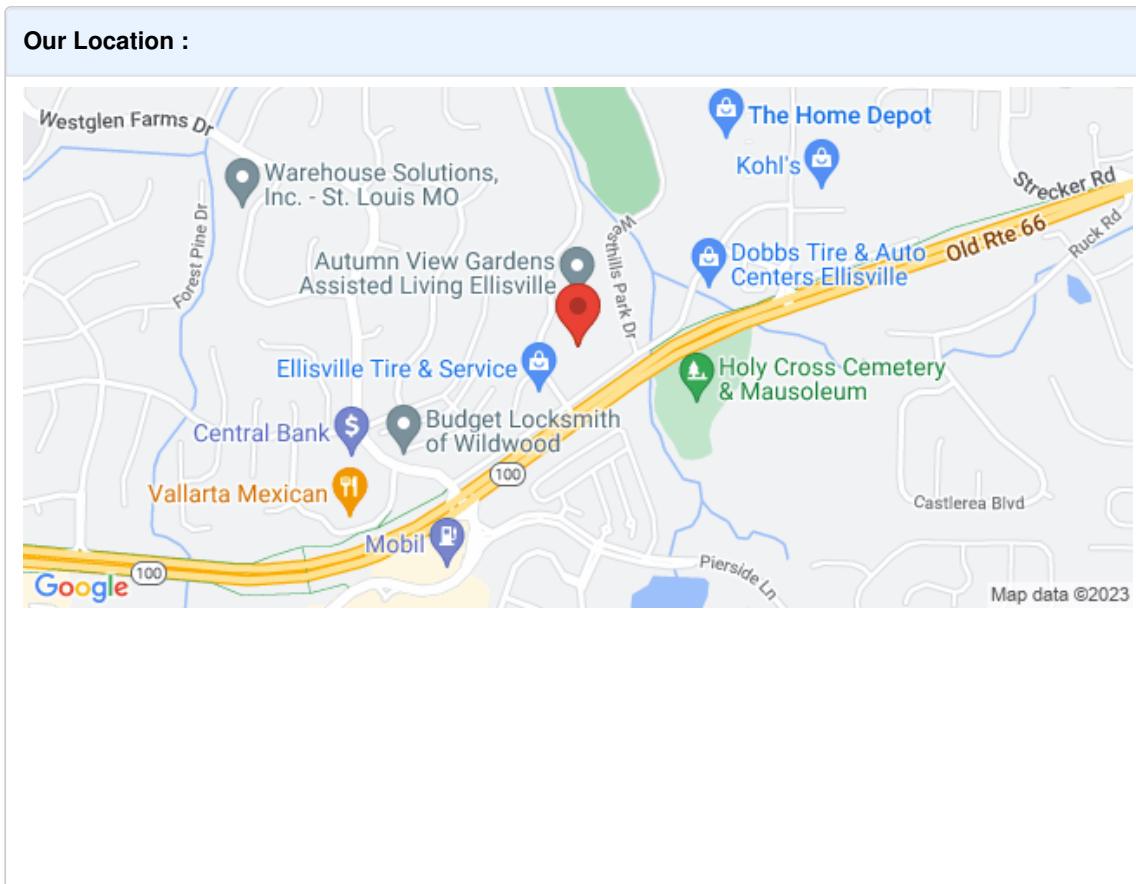 Our Location :
Westglen Farms Dr
The Home Depot
Kohl's
Warehouse Solutions,
Inc. - St. Louis MO
Strecker Rd
Forest Pine Dr
Westhills Park Dr
Old Rte 66
Ruck Rd
Autumn View Gardens
Assisted Living Ellisville
Dobbs Tire & Auto
Centers Ellisville
Ellisville Tire & Service
Holy Cross Cemetery
& Mausoleum
Central Bank
$
Budget Locksmith
of Wildwood
100
Vallarta Mexican
Castlerea Blvd
Mobil
100
Pierside Ln
Google
Map data ©2023